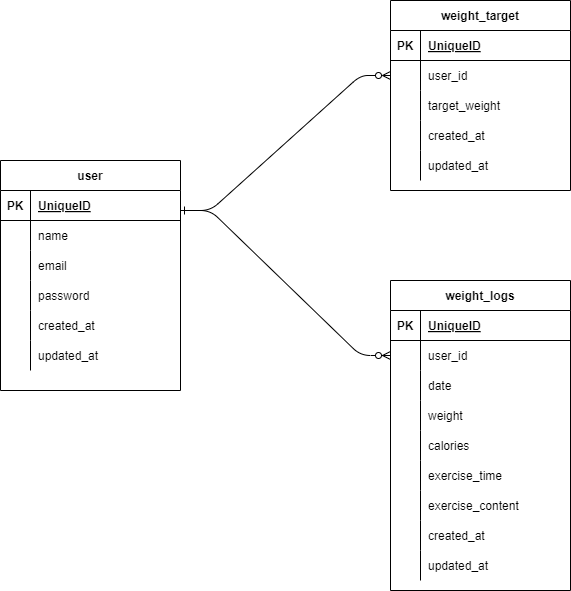 user
PK UniqueID
name
email
password
created_at
updated_at
weight_target
PK UniqueID
user_id
target_weight
created_at
updated_at
weight_logs
PK UniqueID
user_id
date
weight
calories
exercise_time
exercise_content
created_at
updated_at